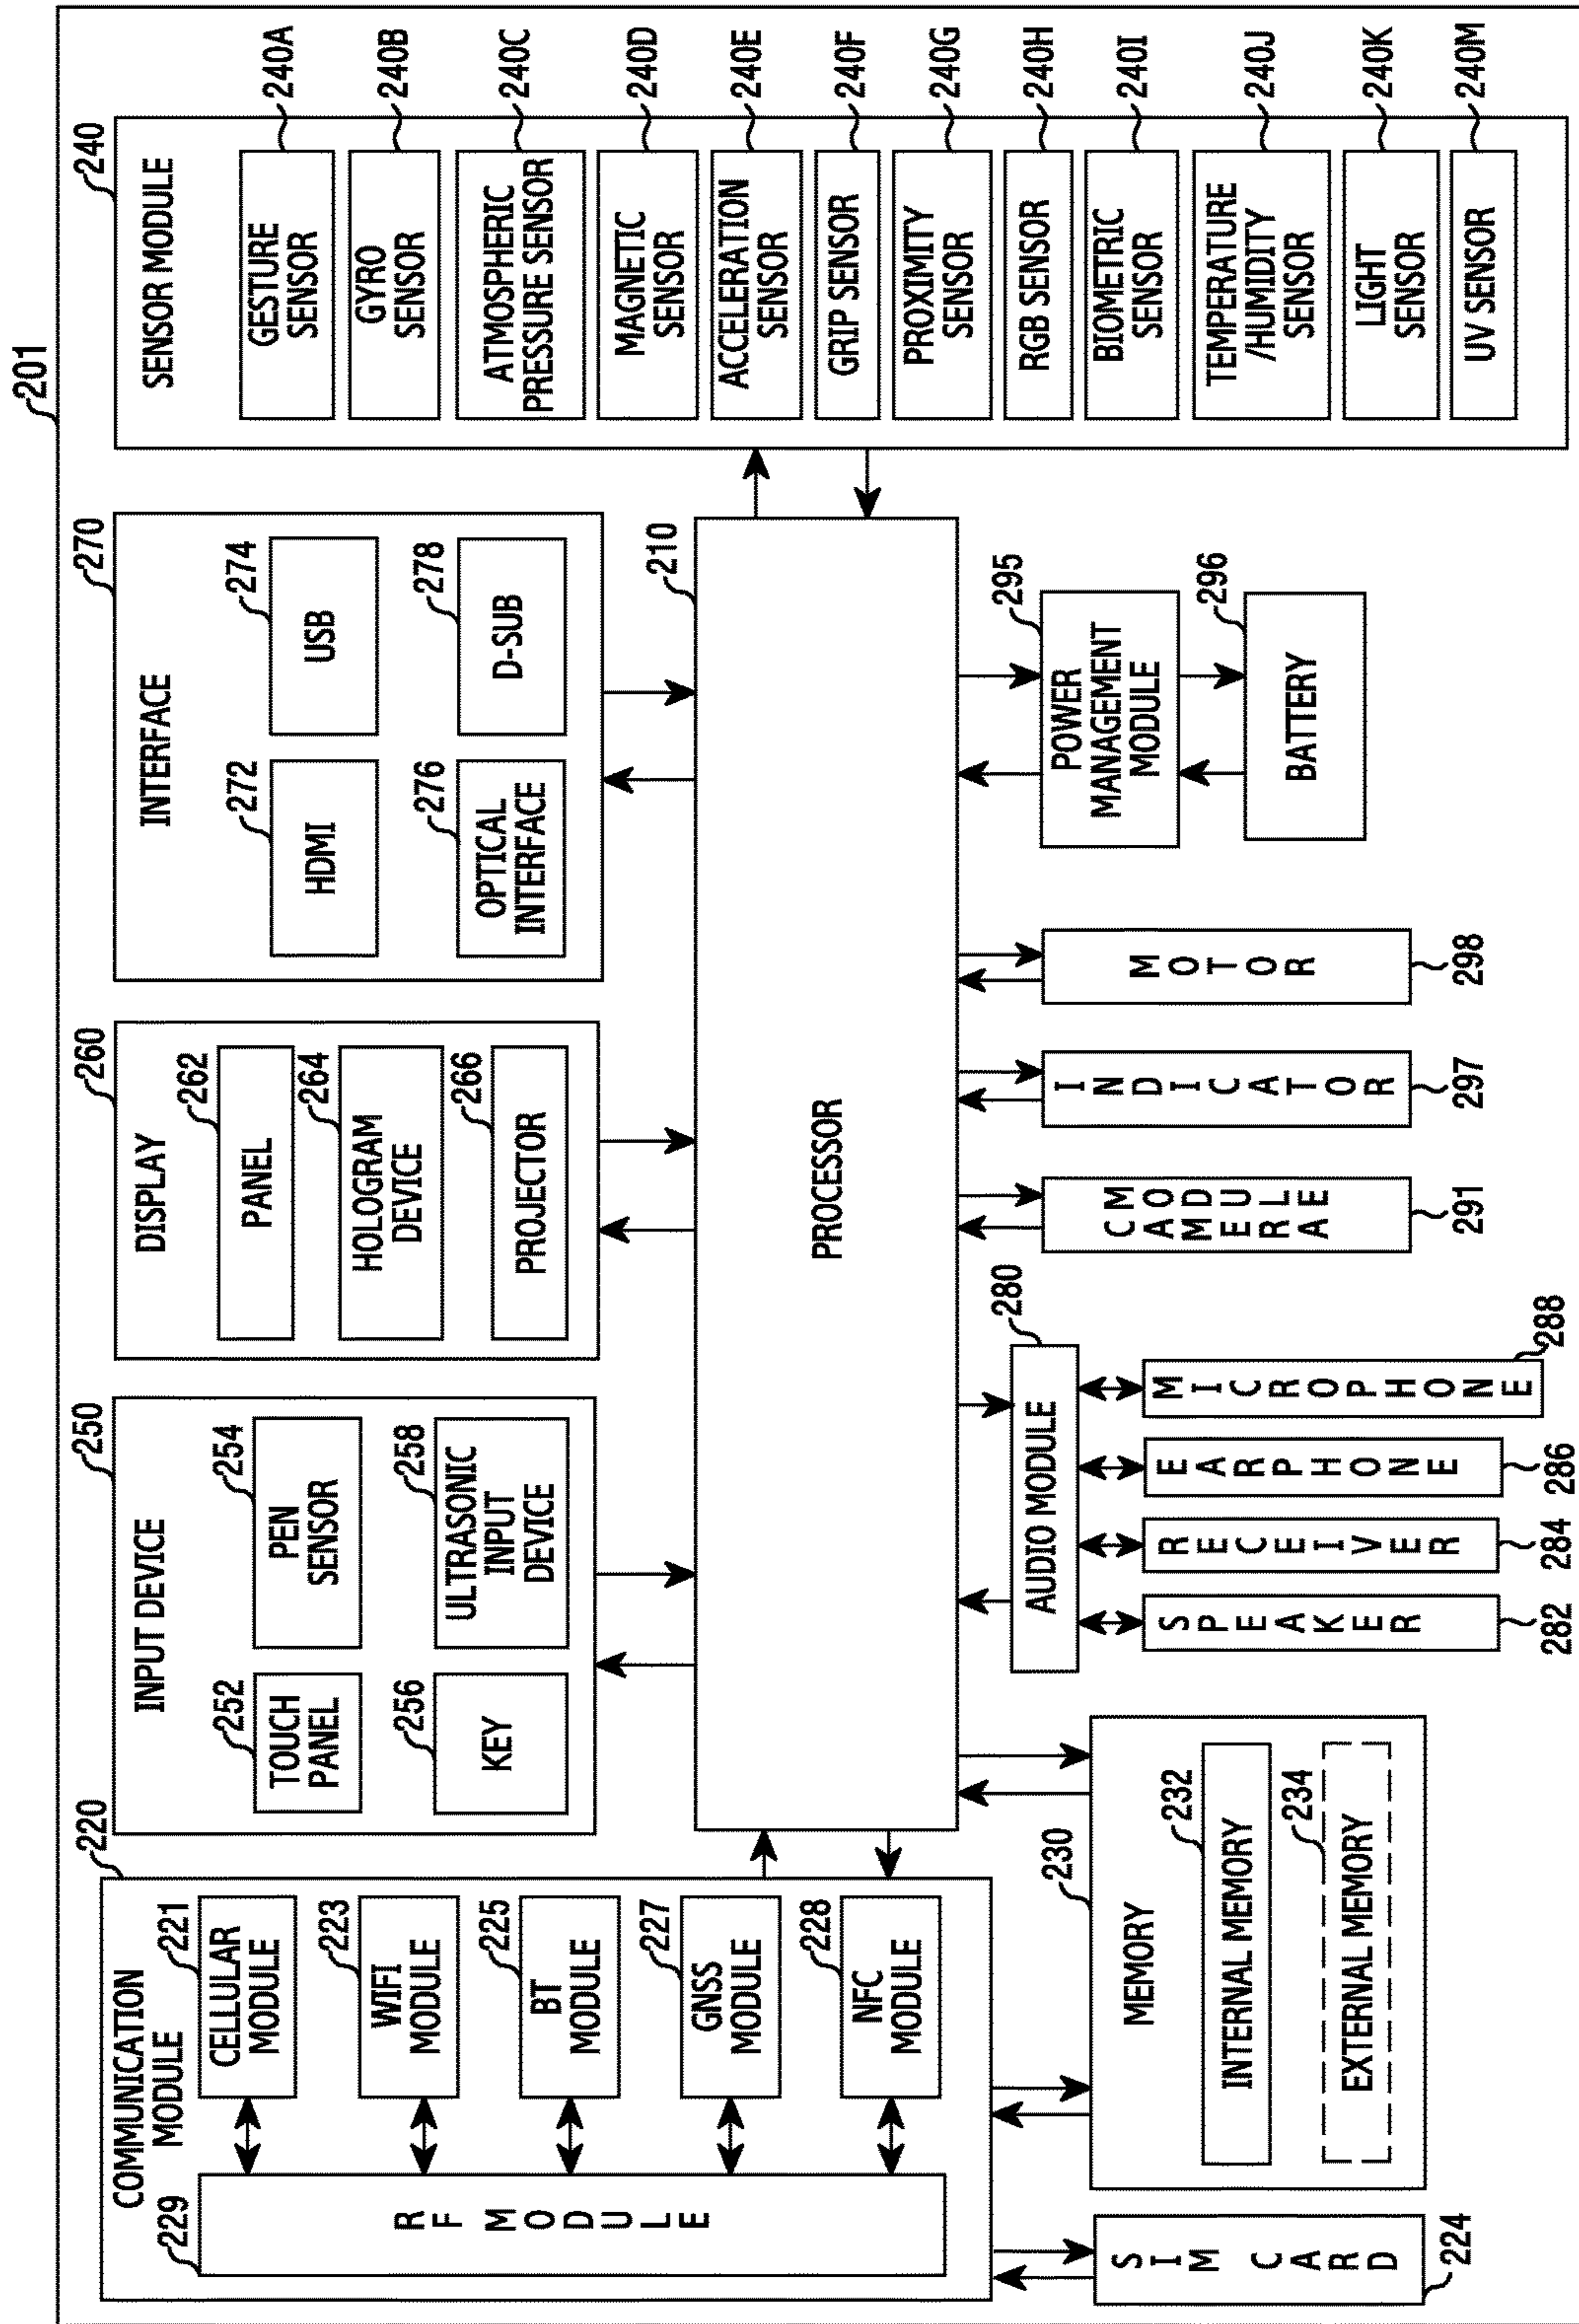 201
COMMUNICATION
MODULE
220
229
RF MODULE
221
CELLULAR
MODULE
223
WIFI
MODULE
225
BT
MODULE
227
GNSS
MODULE
228
NFC
MODULE
INPUT DEVICE
250
252
TOUCH
PANEL
254
PEN
SENSOR
256
KEY
258
ULTRASONIC
INPUT
DEVICE
DISPLAY
260
262
PANEL
264
HOLOGRAM
DEVICE
266
PROJECTOR
INTERFACE
270
272
HDMI
274
USB
276
OPTICAL
INTERFACE
278
D-SUB
240
SENSOR MODULE
GESTURE
SENSOR
240A
GYRO
SENSOR
240B
ATMOSPHERIC
PRESSURE SENSOR
240C
MAGNETIC
SENSOR
240D
ACCELERATION
SENSOR
240E
GRIP SENSOR
240F
PROXIMITY
SENSOR
240G
RGB SENSOR
240H
BIOMETRIC
SENSOR
240I
TEMPERATURE
/HUMIDITY
SENSOR
240J
LIGHT
SENSOR
240K
UV SENSOR
240M
PROCESSOR
210
SIM CARD
224
230
MEMORY
232
INTERNAL MEMORY
234
EXTERNAL MEMORY
280
AUDIO MODULE
SPEAKER
282
RECEIVER
284
EARPHONE
286
MICROPHONE
288
CAMERA
MODULE
291
INDICATOR
297
MOTOR
298
295
POWER
MANAGEMENT
MODULE
296
BATTERY